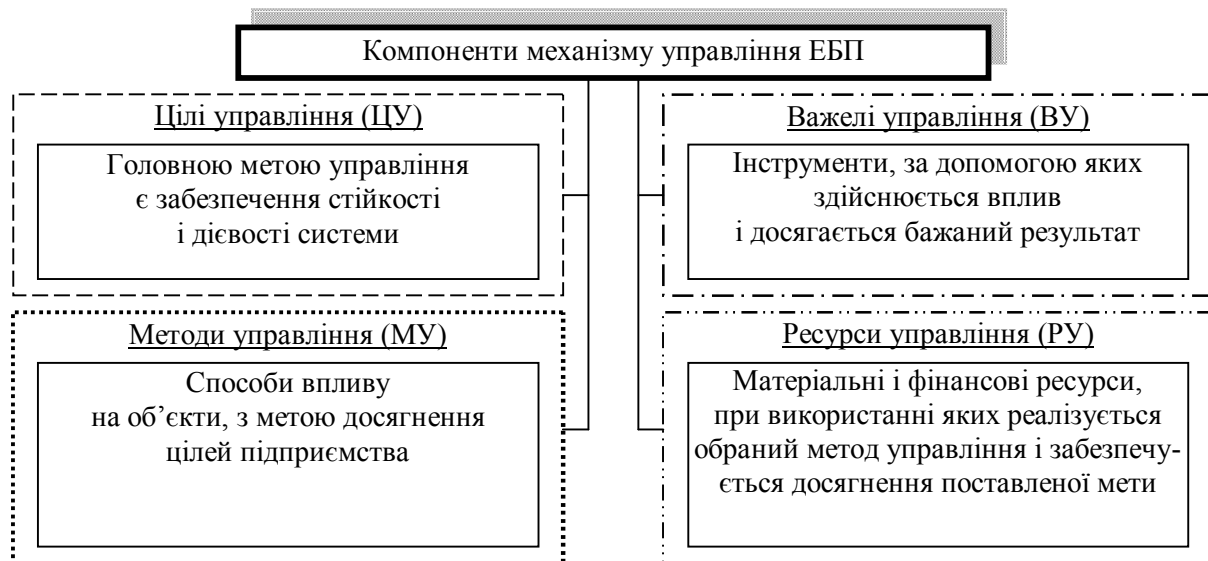 Компоненти механізму управління ЕБП
Цілі управління (ЦУ)
Головною метою управління
є забезпечення стійкості
і дієвості системи
Важелі управління (ВУ)
Інструменти, за допомогою яких
здійснюється вплив
і досягається бажаний результат
Методи управління (МУ)
Способи впливу
на об’єкти, з метою досягнення
цілей підприємства
Ресурси управління (РУ)
Матеріальні і фінансові ресурси,
при використанні яких реалізується
обраний метод управління і забезпечу-
ється досягнення поставленої мети